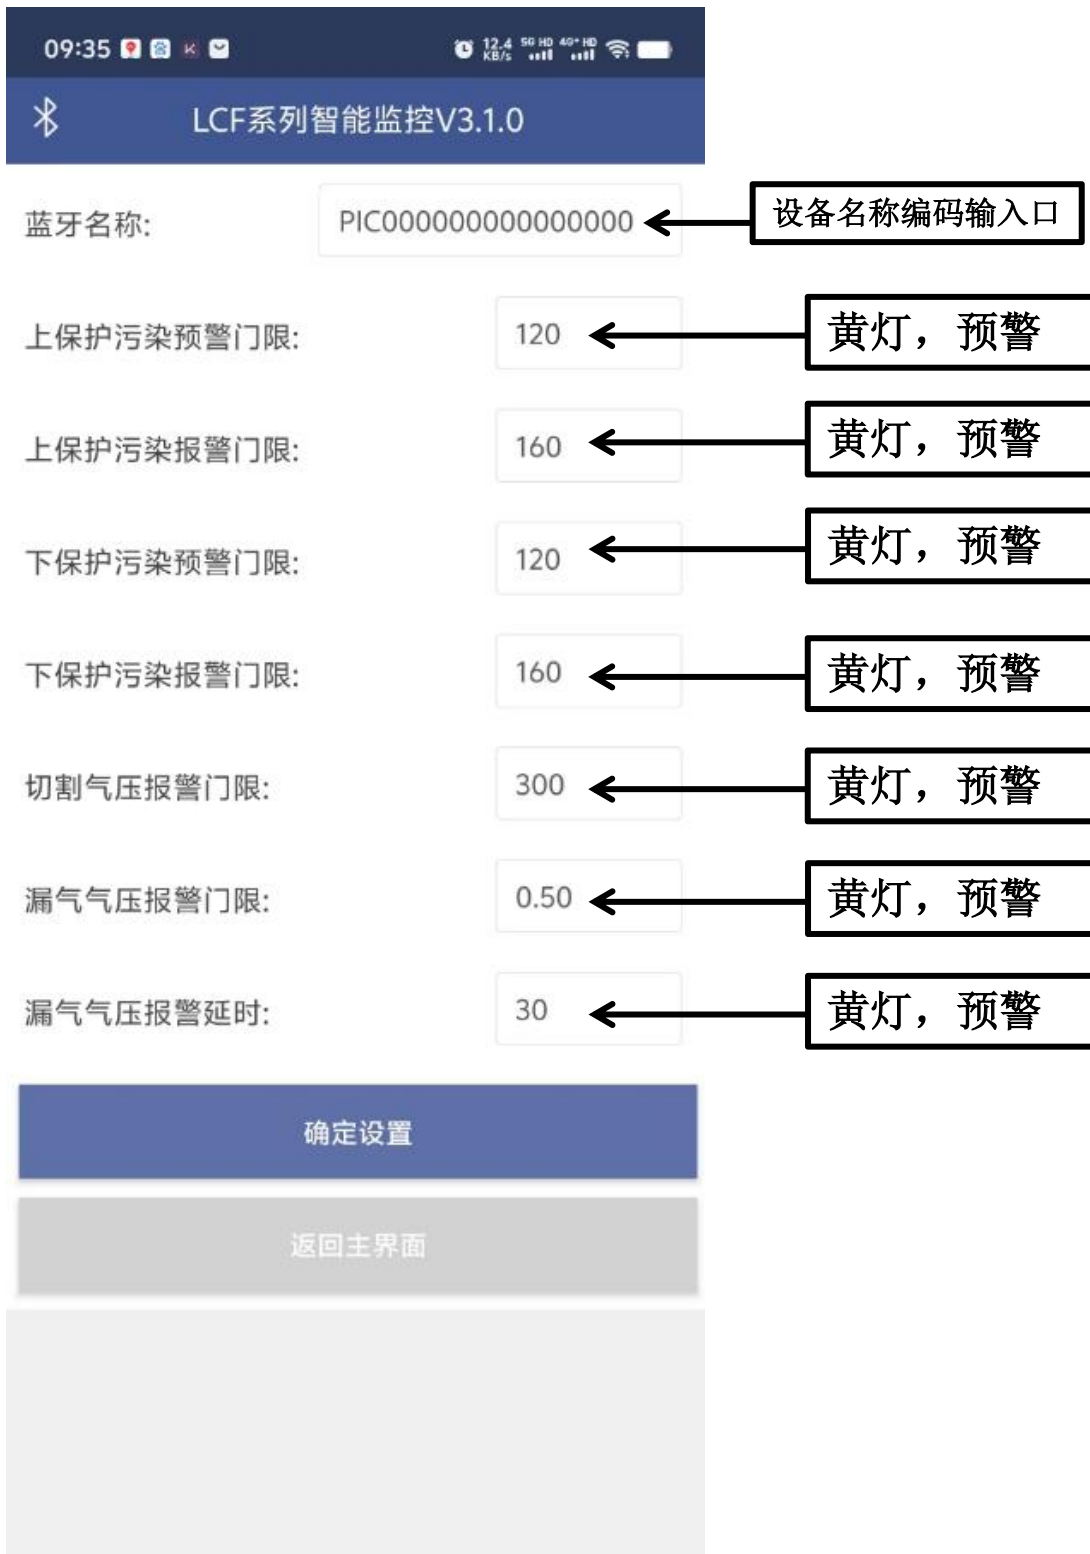 09:35 12.4 KB/s 5G HD 4G+ HD
LCF系列智能监控V3.1.0
蓝牙名称: PIC000000000000000 设备名称编码输入口
上保护污染预警门限: 120 黄灯，预警
上保护污染报警门限: 160 黄灯，预警
下保护污染预警门限: 120 黄灯，预警
下保护污染报警门限: 160 黄灯，预警
切割气压报警门限: 300 黄灯，预警
漏气气压报警门限: 0.50 黄灯，预警
漏气气压报警延时: 30 黄灯，预警
确定设置
返回主界面